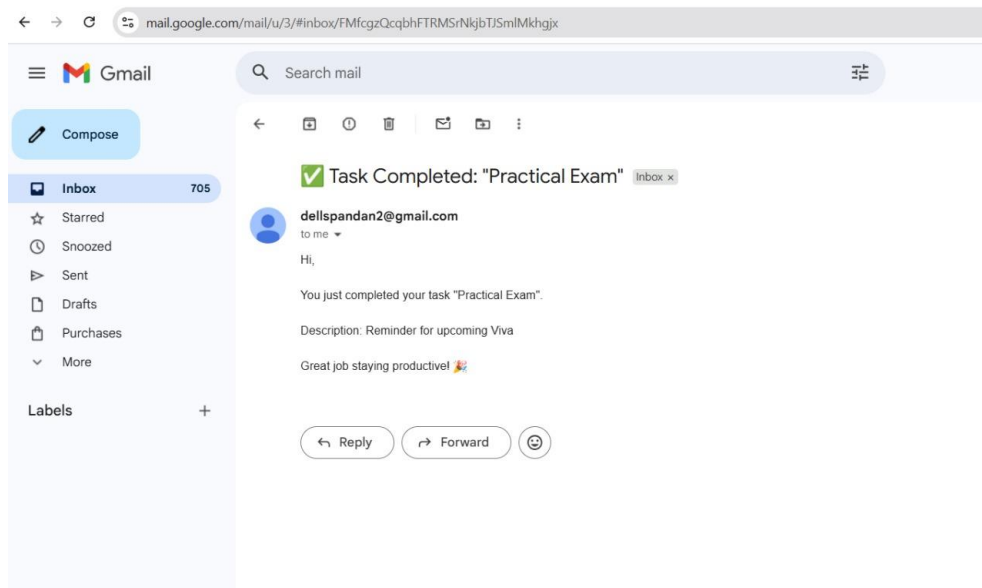 mail.google.com/mail/u/3/#inbox/FMfcgzQcqbhFTRMSrNkjbTJSmlMkhgjx
Gmail
Search mail
Compose
✅ Task Completed: "Practical Exam" Inbox x
Inbox 705
Starred
Snoozed
Sent
Drafts
Purchases
More
Labels +
dellspandan2@gmail.com
to me
Hi,
You just completed your task "Practical Exam".
Description: Reminder for upcoming Viva
Great job staying productive! 🎉
Reply
Forward